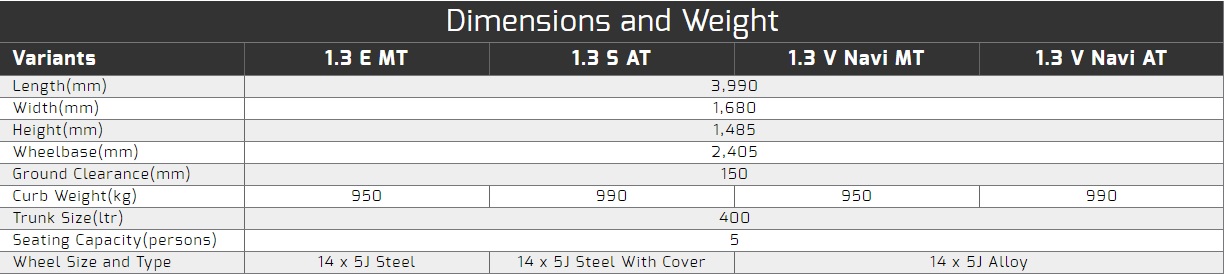 Dimensions and Weight
Variants 1.3 E MT 1.3 S AT 1.3 V Navi MT 1.3 V Navi AT
Length(mm) 3,990
Width(mm) 1,680
Height(mm) 1,485
Wheelbase(mm) 2,405
Ground Clearance(mm) 150
Curb Weight(kg) 950 990 950 990
Trunk Size(ltr) 400
Seating Capacity(persons) 5
Wheel Size and Type 14 x 5J Steel 14 x 5J Steel With Cover 14 x 5J Alloy